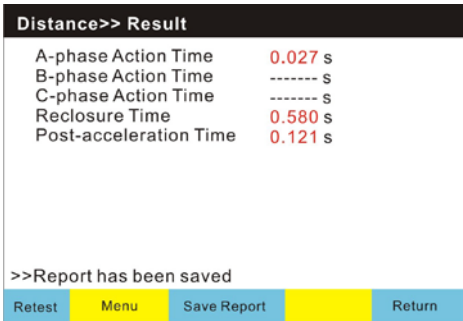 Distance>> Result
A-phase Action Time 0.027 s
B-phase Action Time ------- s
C-phase Action Time ------- s
Reclosure Time 0.580 s
Post-acceleration Time 0.121 s
>>Report has been saved
Retest Menu Save Report Return